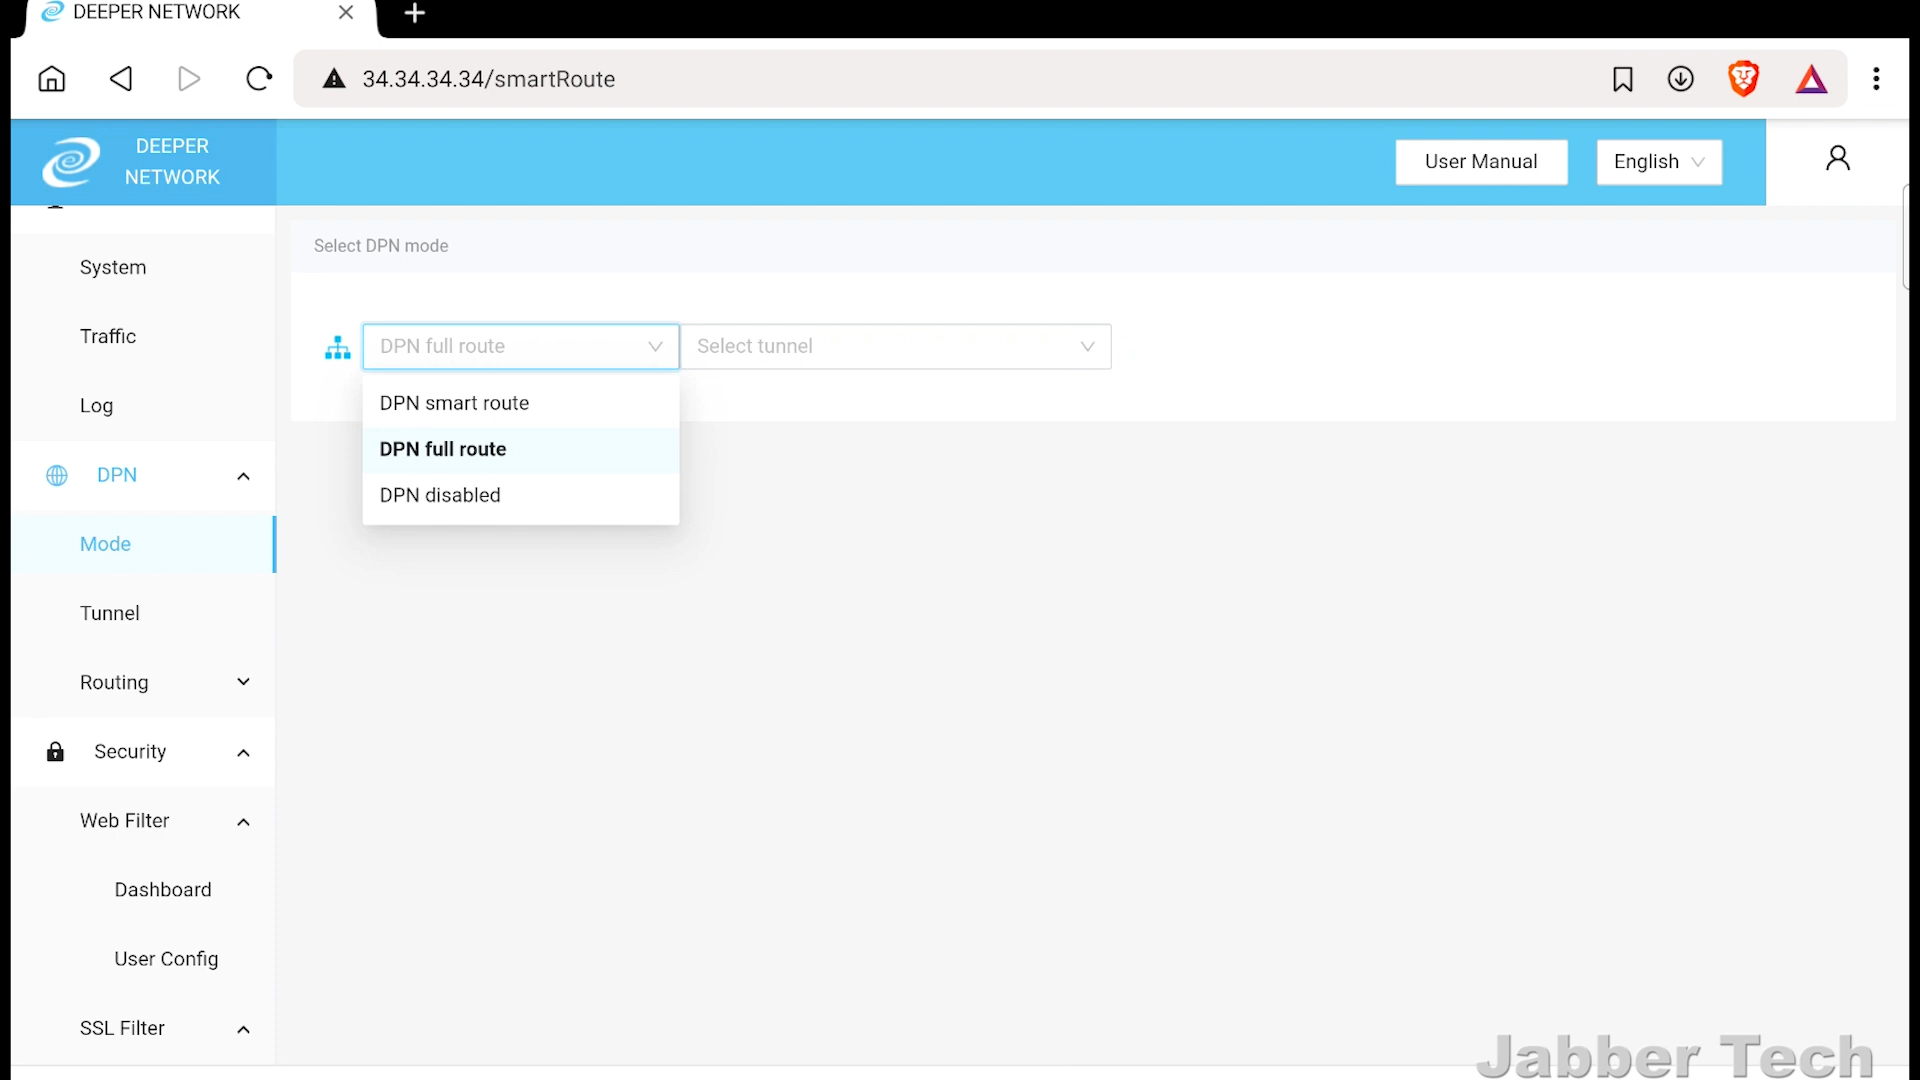 DEEPER NETWORK
34.34.34.34/smartRoute
DEEPER
NETWORK
User Manual
English
Select DPN mode
System
Traffic
Log
DPN
Mode
Tunnel
Routing
Security
Web Filter
Dashboard
User Config
SSL Filter
DPN full route
Select tunnel
DPN smart route
DPN full route
DPN disabled
Jabber Tech